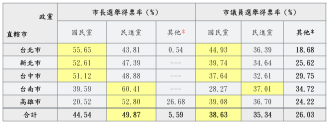 政黨 市長選舉得票率（%） 市議員選舉得票率（%）
直轄市 國民黨 民進黨 其他 國民黨 民進黨 其他
台北市 55.65 43.81 0.54 44.93 36.39 18.68
新北市 52.61 47.39 --- 39.74 34.64 25.62
台中市 51.12 48.88 --- 37.64 32.61 29.75
台南市 39.59 60.41 --- 28.27 37.01 34.72
高雄市 20.52 52.80 26.68 39.08 36.70 24.22
合計 44.54 49.87 5.59 38.63 35.34 26.03